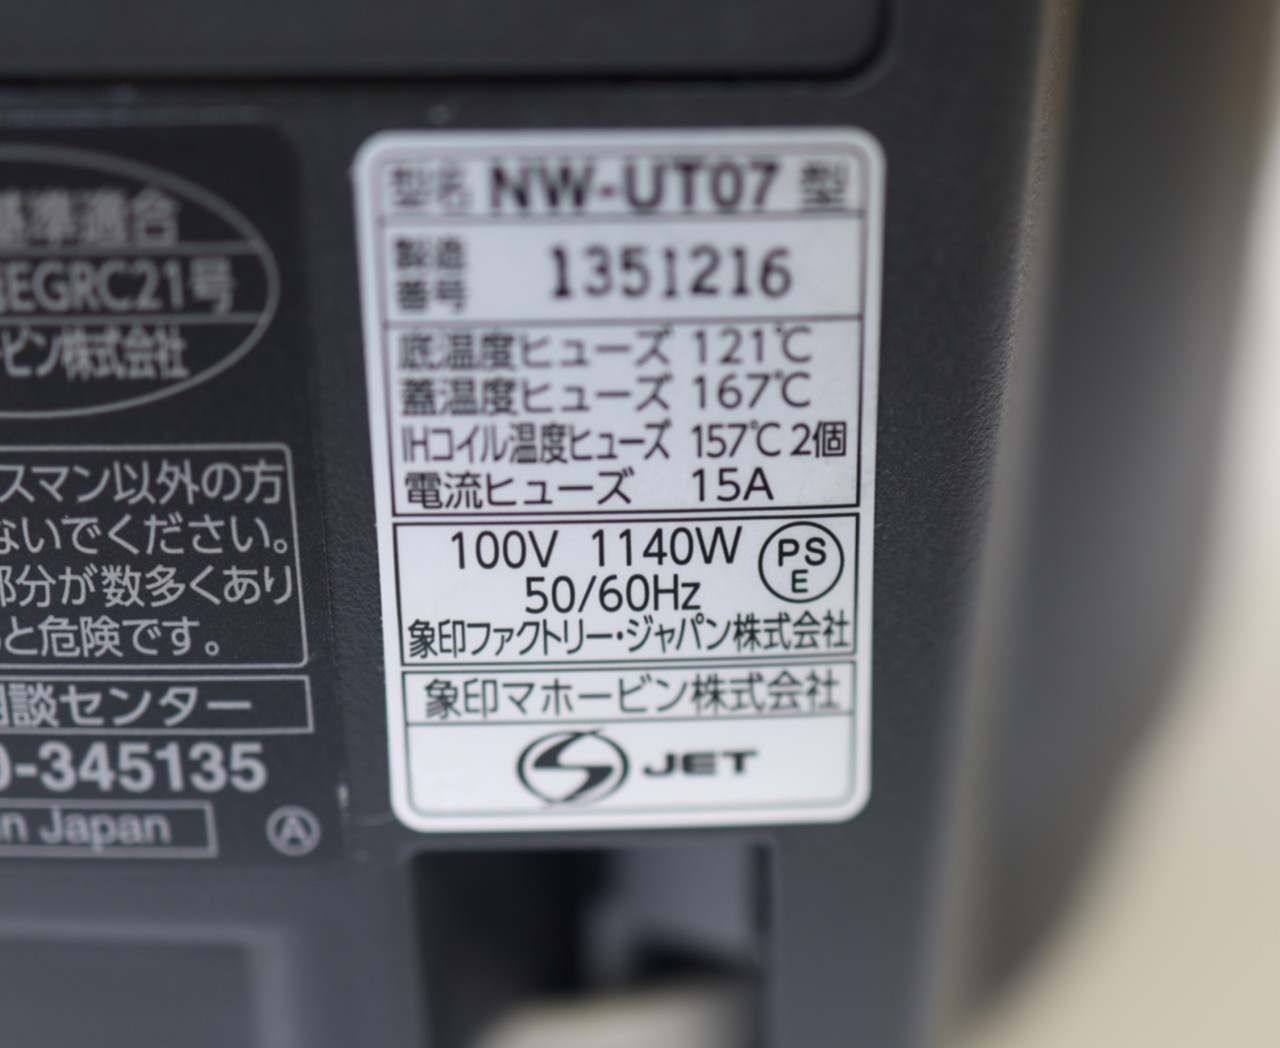 基準適合
EGRC21号
ービン株式会社
スマン以外の方
ないでください。
部分が数多くあり
と危険です。
相談センター
0-345135
in Japan
A
型名 NW-UT07 型
製造番号 1351216
底温度ヒューズ 121℃
蓋温度ヒューズ 167℃
IHコイル温度ヒューズ 157℃ 2個
電流ヒューズ 15A
100V 1140W
50/60Hz
PS
E
象印ファクトリー・ジャパン株式会社
象印マホービン株式会社
JET